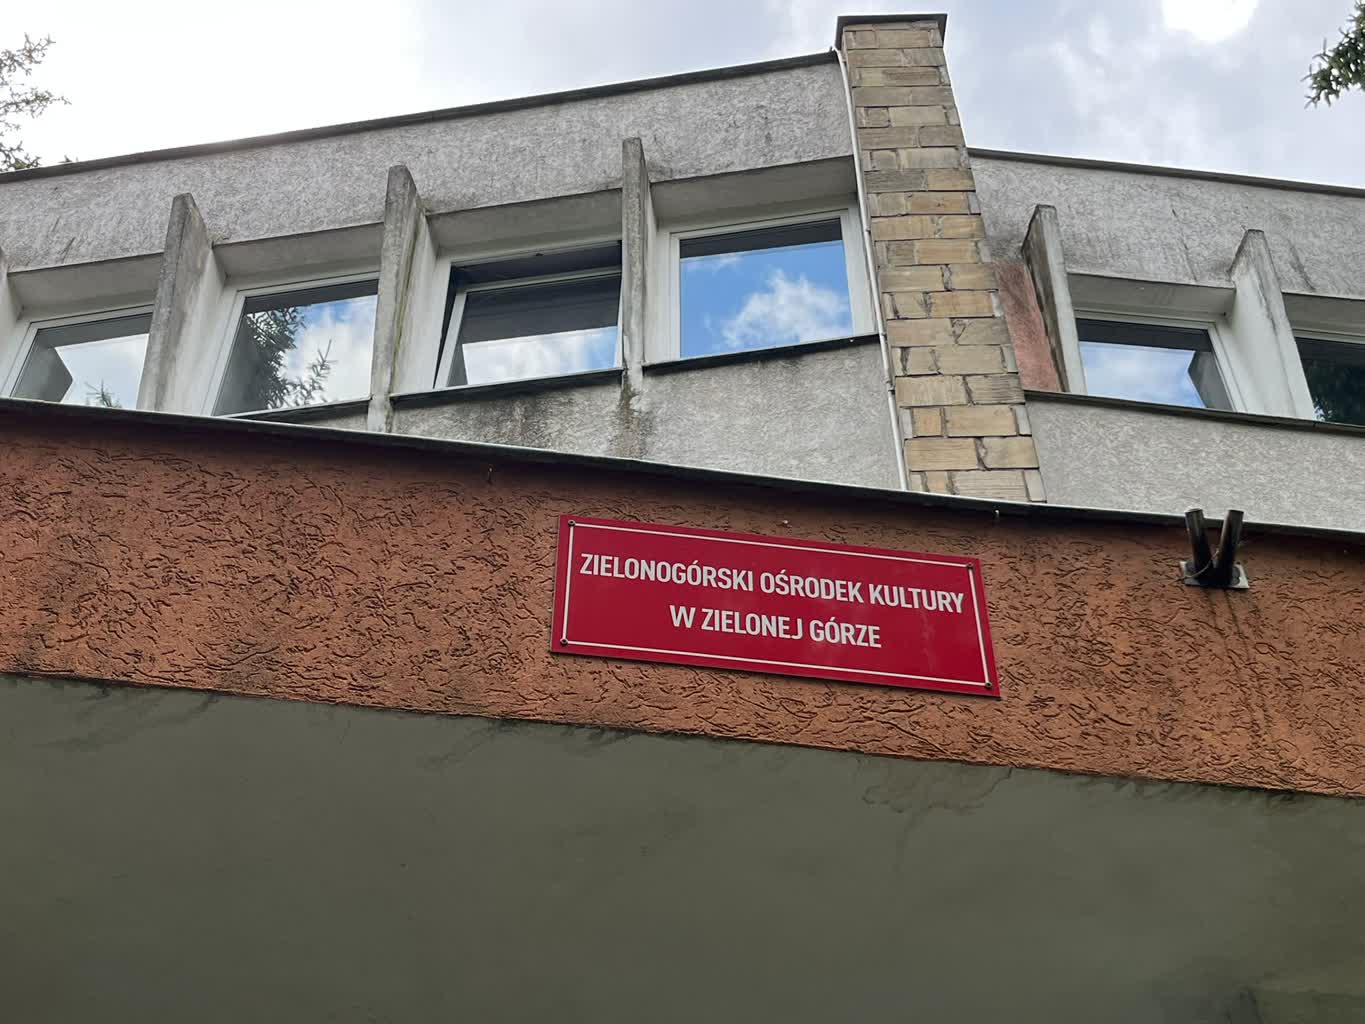 ZIELONOGÓRSKI OŚRODEK KULTURY
W ZIELONEJ GÓRZE